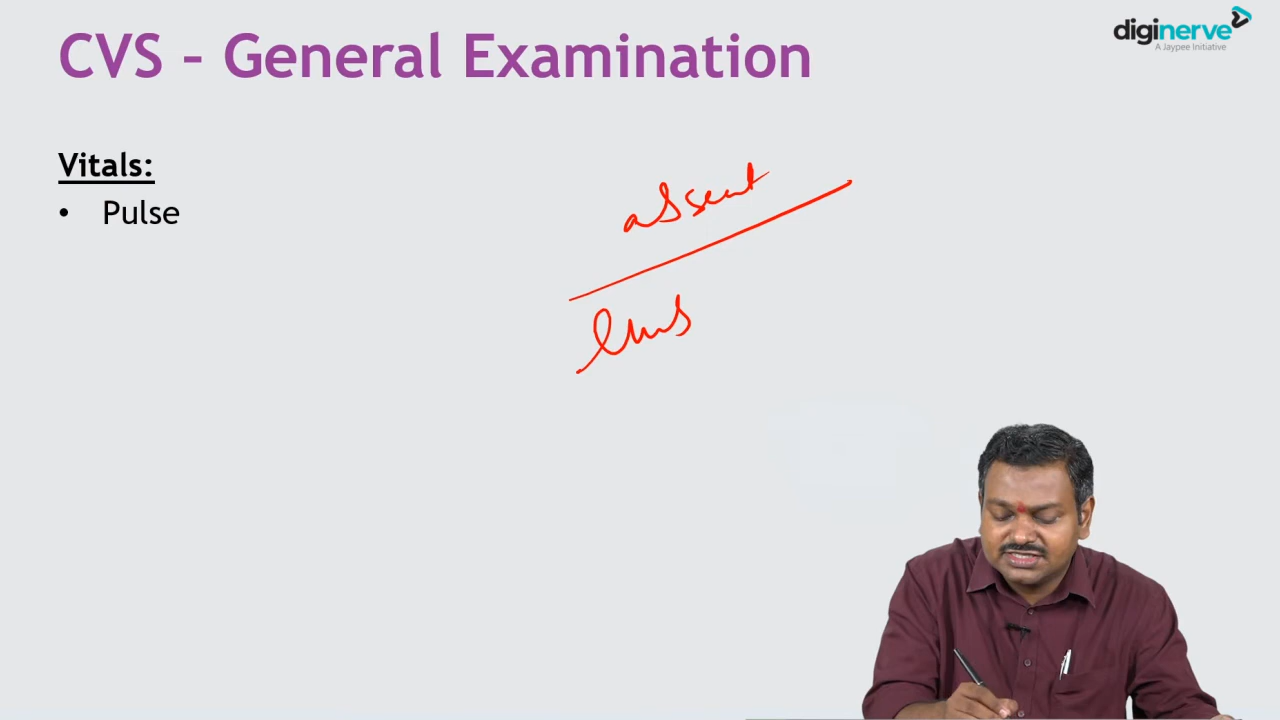 CVS – General Examination
diginerve
A Jaypee Initiative
Vitals:
• Pulse
absent